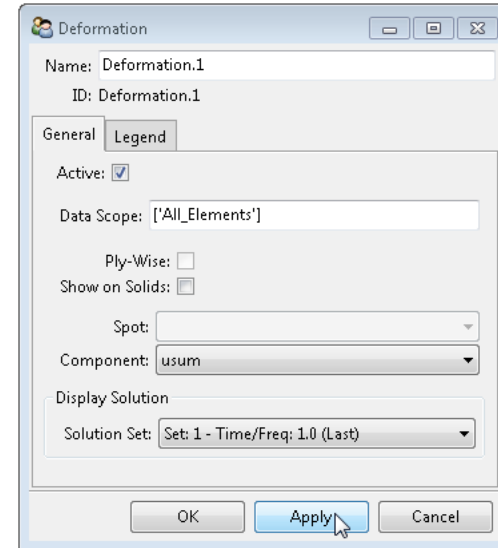 Deformation
Name: Deformation.1
ID: Deformation.1
General Legend
Active:
Data Scope: ['All_Elements']
Ply-Wise:
Show on Solids:
Spot:
Component: usum
Display Solution
Solution Set: Set: 1 - Time/Freq: 1.0 (Last)
OK Apply Cancel